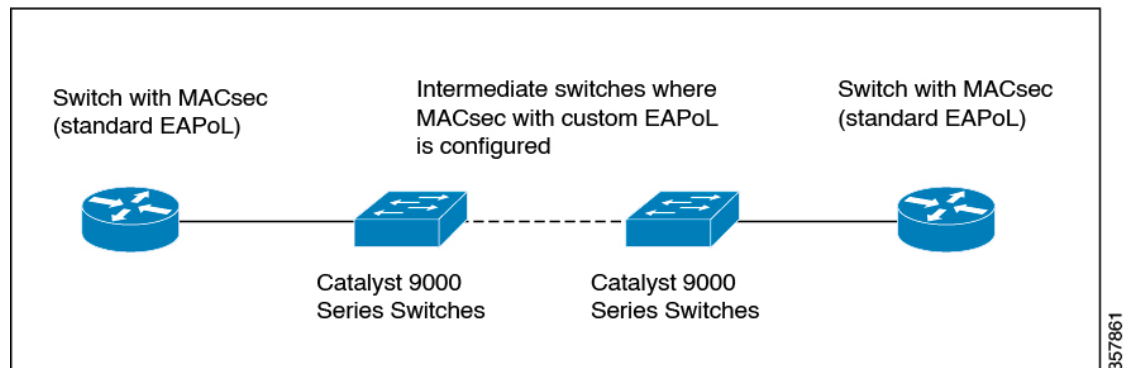 Switch with MACsec
(standard EAPoL)
Intermediate switches where
MACsec with custom EAPoL
is configured
Switch with MACsec
(standard EAPoL)
Catalyst 9000
Series Switches
Catalyst 9000
Series Switches
357861